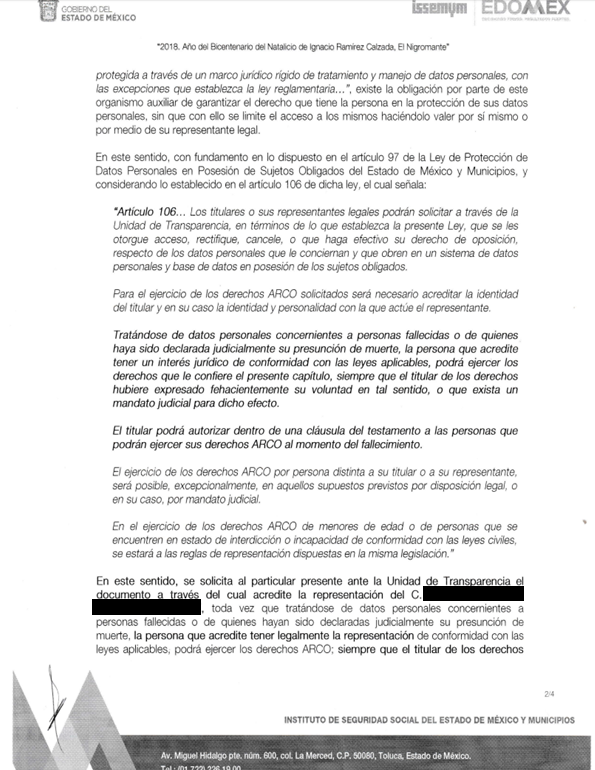 GOBIERNO DEL
ESTADO DE MÉXICO
issemym
EDOMEX
"2018. Año del Bicentenario del Natalicio de Ignacio Ramírez Calzada, El Nigromante"
protegida a través de un marco jurídico rígido de tratamiento y manejo de datos personales, con
las excepciones que establezca la ley reglamentaria…", existe la obligación por parte de este
organismo auxiliar de garantizar el derecho que tiene la persona en la protección de sus datos
personales, sin que con ello se limite el acceso a los mismos haciéndolo valer por sí mismo o
por medio de su representante legal.
En este sentido, con fundamento en lo dispuesto en el artículo 97 de la Ley de Protección de
Datos Personales en Posesión de Sujetos Obligados del Estado de México y Municipios, y
considerando lo establecido en el artículo 106 de dicha ley, el cual señala:
"Artículo 106… Los titulares o sus representantes legales podrán solicitar a través de la
Unidad de Transparencia, en términos de lo que establezca la presente Ley, que se les
otorgue acceso, rectifique, cancele, o que haga efectivo su derecho de oposición,
respecto de los datos personales que le conciernan y que obren en un sistema de datos
personales y base de datos en posesión de los sujetos obligados.
Para el ejercicio de los derechos ARCO solicitados será necesario acreditar la identidad
del titular y en su caso la identidad y personalidad con la que actúe el representante.
Tratándose de datos personales concernientes a personas fallecidas o de quienes
haya sido declarada judicialmente su presunción de muerte, la persona que acredite
tener un interés jurídico de conformidad con las leyes aplicables, podrá ejercer los
derechos que le confiere el presente capítulo, siempre que el titular de los derechos
hubiere expresado fehacientemente su voluntad en tal sentido, o que exista un
mandato judicial para dicho efecto.
El titular podrá autorizar dentro de una cláusula del testamento a las personas que
podrán ejercer sus derechos ARCO al momento del fallecimiento.
El ejercicio de los derechos ARCO por persona distinta a su titular o a su representante,
será posible, excepcionalmente, en aquellos supuestos previstos por disposición legal, o
en su caso, por mandato judicial.
En el ejercicio de los derechos ARCO de menores de edad o de personas que se
encuentren en estado de interdicción o incapacidad de conformidad con las leyes civiles,
se estará a las reglas de representación dispuestas en la misma legislación."
En este sentido, se solicita al particular presente ante la Unidad de Transparencia el
documento a través del cual acredite la representación del C.
, toda vez que tratándose de datos personales concernientes a
personas fallecidas o de quienes hayan sido declaradas judicialmente su presunción de
muerte, la persona que acredite tener legalmente la representación de conformidad con las
leyes aplicables, podrá ejercer los derechos ARCO; siempre que el titular de los derechos
2/4
INSTITUTO DE SEGURIDAD SOCIAL DEL ESTADO DE MÉXICO Y MUNICIPIOS
Av. Miguel Hidalgo pte. núm. 600, col. La Merced, C.P. 50080, Toluca, Estado de México.